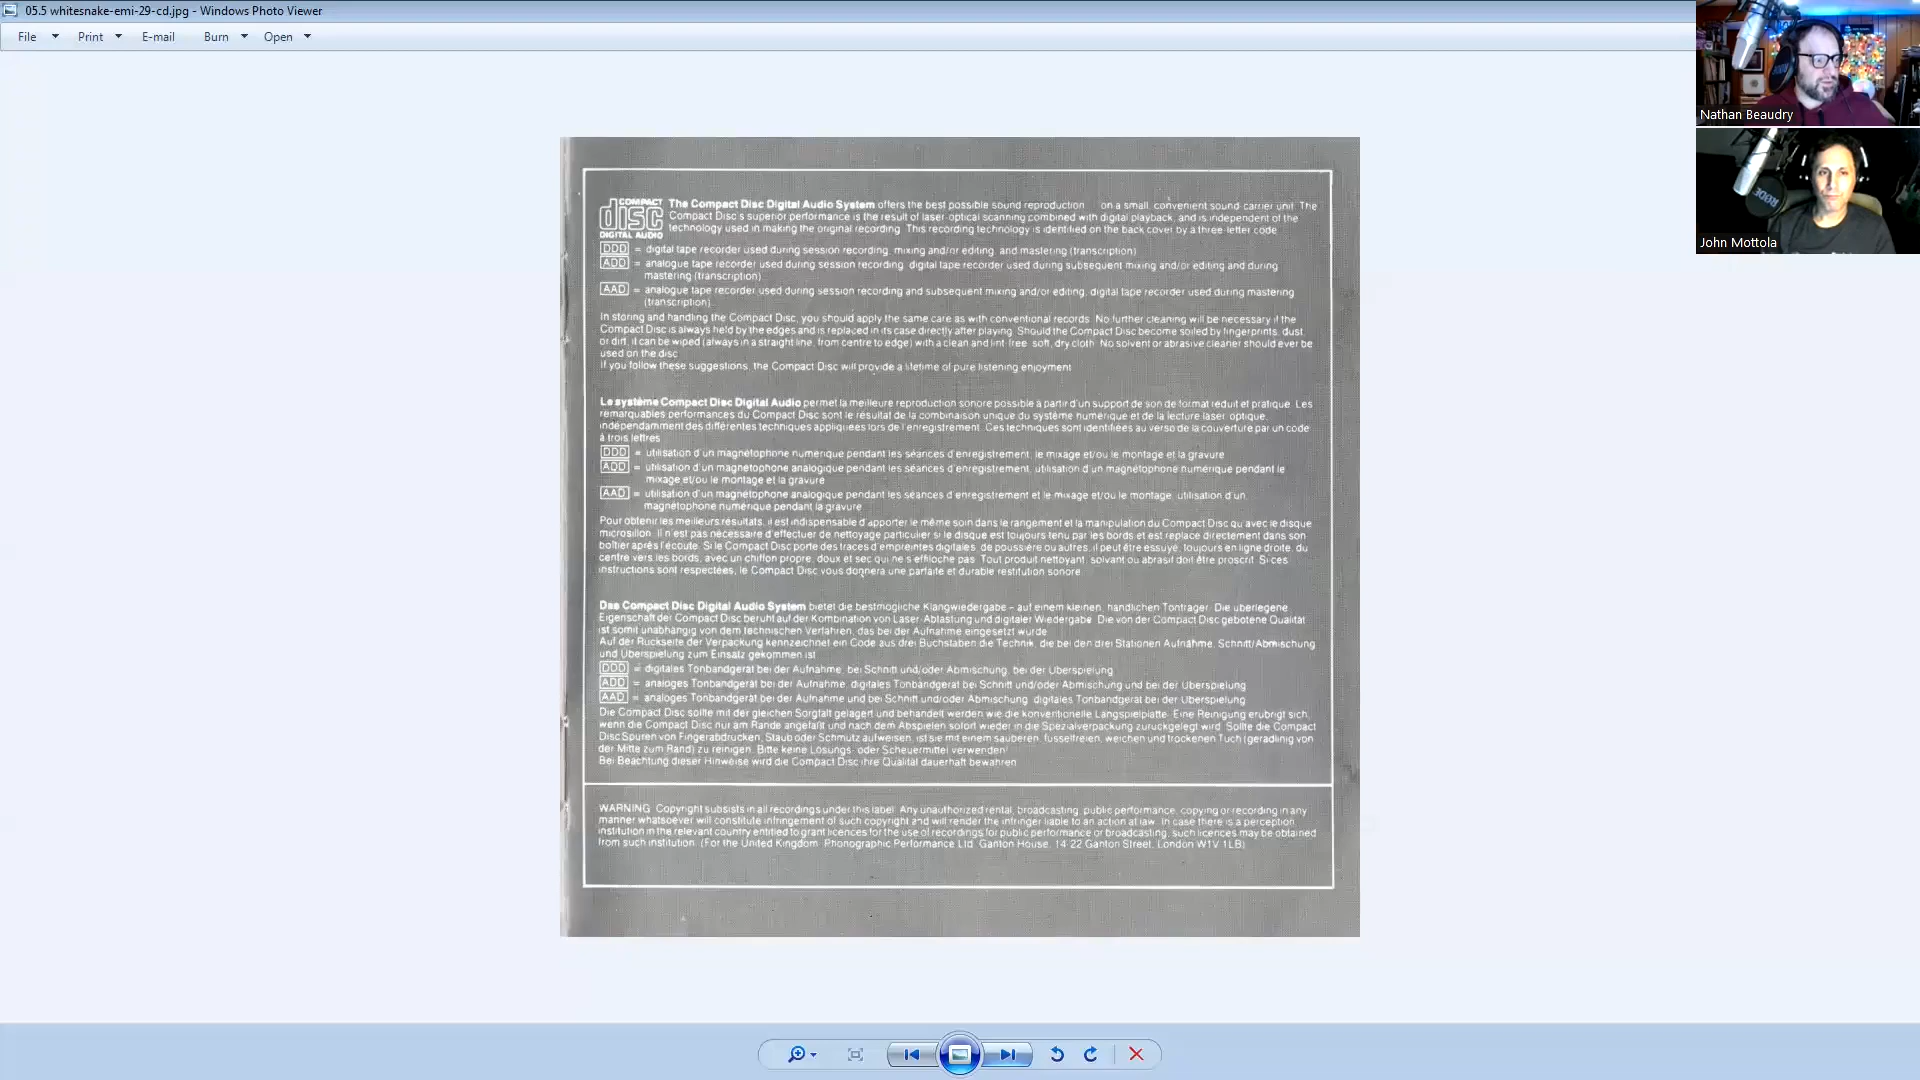 05.5 whitesnake-emi-29-cd.jpg - Windows Photo Viewer
File Print E-mail Burn Open
Nathan Beaudry
John Mottola
COMPACT disc DIGITAL AUDIO
The Compact Disc Digital Audio System offers the best possible sound reproduction on a small, convenient sound carrier unit. The
Compact Disc's superior performance is the result of laser optical scanning combined with digital playback, and is independent of the
technology used in making the original recording. This recording technology is identified on the back cover by a three-letter code
DDD = digital tape recorder used during session recording, mixing and/or editing, and mastering (transcription)
ADD = analogue tape recorder used during session recording, digital tape recorder used during subsequent mixing and/or editing and during
mastering (transcription)
AAD = analogue tape recorder used during session recording and subsequent mixing and/or editing, digital tape recorder used during mastering
(transcription)
In storing and handling the Compact Disc, you should apply the same care as with conventional records. No further cleaning will be necessary if the
Compact Disc is always held by the edges and is replaced in its case directly after playing. Should the Compact Disc become soiled by fingerprints, dust,
or dirt, it can be wiped (always in a straight line, from centre to edge) with a clean and lint-free, soft, dry cloth. No solvent or abrasive cleaner should ever be
used on the disc
If you follow these suggestions, the Compact Disc will provide a lifetime of pure listening enjoyment
Le système Compact Disc Digital Audio permet la meilleure reproduction sonore possible à partir d'un support de son de format réduit et pratique. Les
remarquables performances du Compact Disc sont le résultat de la combinaison unique du système numérique et de la lecture laser optique,
indépendamment des différentes techniques appliquées lors de l'enregistrement. Ces techniques sont identifiées au verso de la couverture par un code
à trois lettres
DDD = utilisation d'un magnétophone numérique pendant les séances d'enregistrement, le mixage et/ou le montage et la gravure
ADD = utilisation d'un magnétophone analogique pendant les séances d'enregistrement, utilisation d'un magnétophone numérique pendant le
mixage et/ou le montage et la gravure
AAD = utilisation d'un magnétophone analogique pendant les séances d'enregistrement et le mixage et/ou le montage, utilisation d'un
magnétophone numérique pendant la gravure
Pour obtenir les meilleurs résultats, il est indispensable d'apporter le même soin dans le rangement et la manipulation du Compact Disc qu'avec le disque
microsillon. Il n'est pas nécessaire d'effectuer de nettoyage particulier si le disque est toujours tenu par les bords et est replacé directement dans son
boîtier après l'écoute. Si le Compact Disc porte des traces d'empreintes digitales, de poussière ou autres, il peut être essuyé, toujours en ligne droite, du
centre vers les bords, avec un chiffon propre, doux et sec qui ne s'effiloche pas. Tout produit nettoyant, solvant ou abrasif doit être proscrit. Si ces
instructions sont respectées, le Compact Disc vous donnera une parfaite et durable restitution sonore
Das Compact Disc Digital Audio System bietet die bestmögliche Klangwiedergabe – auf einem kleinen, handlichen Tonträger. Die überlegene
Eigenschaft der Compact Disc beruht auf der Kombination von Laser-Abtastung und digitaler Wiedergabe. Die von der Compact Disc gebotene Qualität
ist somit unabhängig von dem technischen Verfahren, das bei der Aufnahme eingesetzt wurde
Auf der Rückseite der Verpackung kennzeichnet ein Code aus drei Buchstaben die Technik, die bei den drei Stationen Aufnahme, Schnitt/Abmischung
und Überspielung zum Einsatz gekommen ist
DDD = digitales Tonbandgerät bei der Aufnahme, bei Schnitt und/oder Abmischung, bei der Überspielung
ADD = analoges Tonbandgerät bei der Aufnahme, digitales Tonbandgerät bei Schnitt und/oder Abmischung und bei der Überspielung
AAD = analoges Tonbandgerät bei der Aufnahme und bei Schnitt und/oder Abmischung, digitales Tonbandgerät bei der Überspielung
Die Compact Disc sollte mit der gleichen Sorgfalt gelagert und behandelt werden wie die konventionelle Langspielplatte. Eine Reinigung erübrigt sich,
wenn die Compact Disc nur am Rande angefaßt und nach dem Abspielen sofort wieder in die Spezialverpackung zurückgelegt wird. Sollte die Compact
Disc Spuren von Fingerabdrücken, Staub oder Schmutz aufweisen, ist sie mit einem sauberen, fusselfreien, weichen und trockenen Tuch (geradlinig von
der Mitte zum Rand) zu reinigen. Bitte keine Lösungs- oder Scheuermittel verwenden!
Bei Beachtung dieser Hinweise wird die Compact Disc ihre Qualität dauerhaft bewahren
WARNING Copyright subsists in all recordings under this label. Any unauthorized rental, broadcasting, public performance, copying or recording in any
manner whatsoever will constitute infringement of such copyright and will render the infringer liable to an action at law. In case there is a perception
institution in the relevant country entitled to grant licences for the use of recordings for public performance or broadcasting, such licences may be obtained
from such institution. (For the United Kingdom Phonographic Performance Ltd. Ganton House, 14-22 Ganton Street, London W1V 1LB)